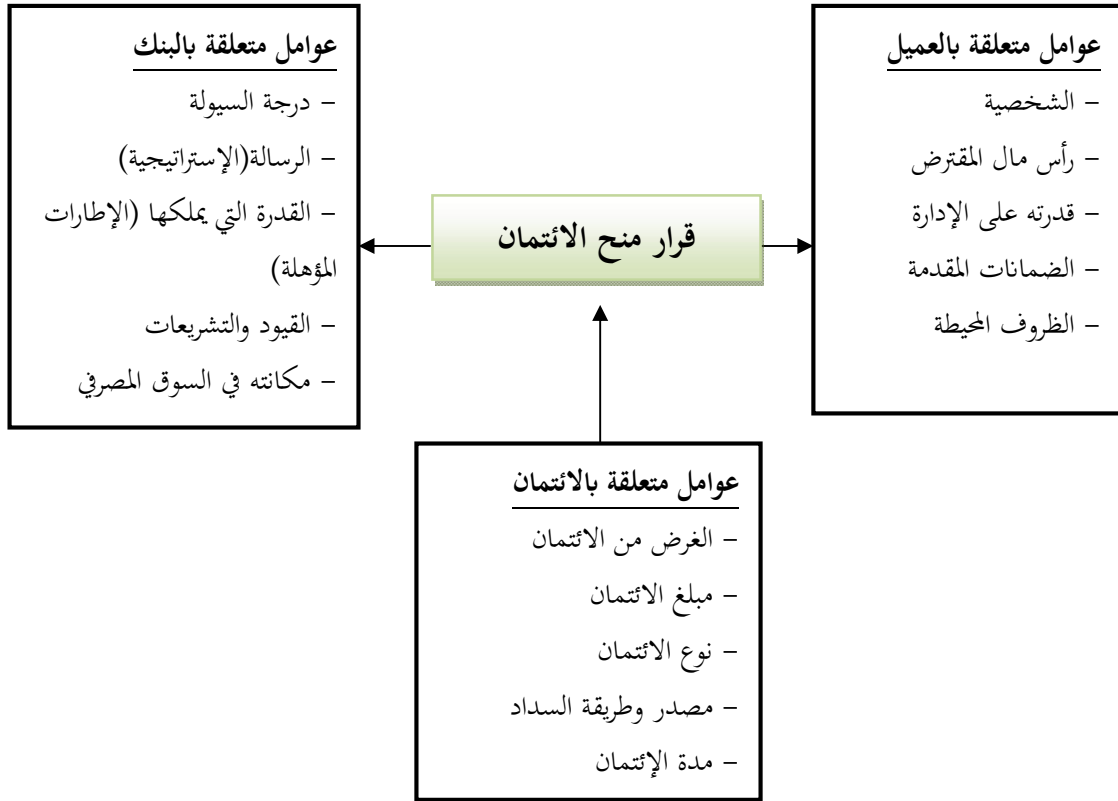 عوامل متعلقة بالعميل
– الشخصية
– رأس مال المقترض
– قدرته على الإدارة
– الضمانات المقدمة
– الظروف المحيطة
قرار منح الائتمان
عوامل متعلقة بالبنك
– درجة السيولة
– الرسالة(الإستراتيجية)
– القدرة التي يملكها (الإطارات
المؤهلة)
– القيود والتشريعات
– مكانته في السوق المصرفي
عوامل متعلقة بالائتمان
– الغرض من الائتمان
– مبلغ الائتمان
– نوع الائتمان
– مصدر وطريقة السداد
– مدة الإئتمان